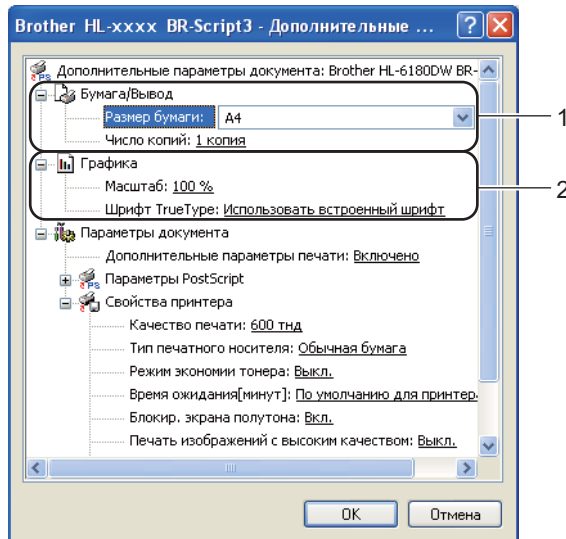 Brother HL-xxxx BR-Script3 - Дополнительные ...
Дополнительные параметры документа: Brother HL-6180DW BR-
Бумага/Вывод
Размер бумаги: A4
1
Число копий: 1 копия
Графика
2
Масштаб: 100 %
Шрифт TrueType: Использовать встроенный шрифт
Параметры документа
Дополнительные параметры печати: Включено
Параметры PostScript
Свойства принтера
Качество печати: 600 тнд
Тип печатного носителя: Обычная бумага
Режим экономии тонера: Выкл.
Время ожидания[минут]: По умолчанию для принтер
Блокир. экрана полутона: Вкл.
Печать изображений с высоким качеством: Выкл.
OK Отмена